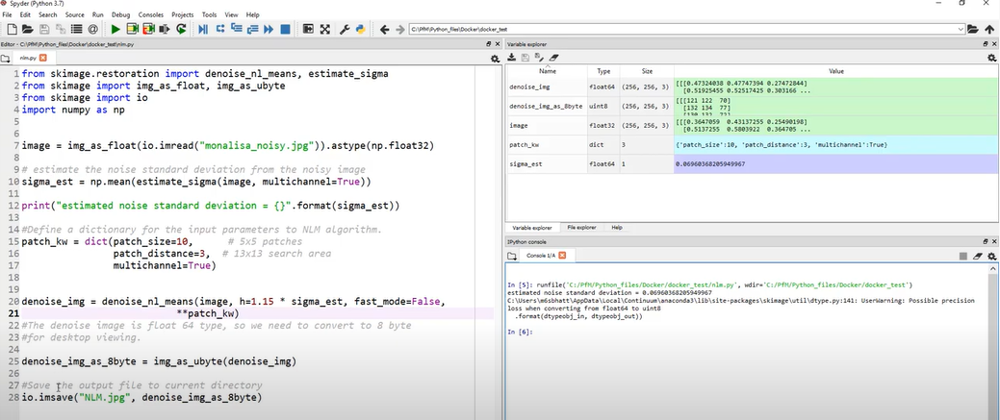 Spyder (Python 3.7)
File Edit Search Source Run Debug Consoles Projects Tools View Help
C:\PfM\Python_files\Docker\docker_test
Editor - C:\PfM\Python_files\Docker\docker_test\nlm.py
nlm.py
1 from skimage.restoration import denoise_nl_means, estimate_sigma
2 from skimage import img_as_float, img_as_ubyte
3 from skimage import io
4 import numpy as np
5
6
7 image = img_as_float(io.imread("monalisa_noisy.jpg")).astype(np.float32)
8
9 # estimate the noise standard deviation from the noisy image
10 sigma_est = np.mean(estimate_sigma(image, multichannel=True))
11
12 print("estimated noise standard deviation = {}".format(sigma_est))
13
14 #Define a dictionary for the input parameters to NLM algorithm.
15 patch_kw = dict(patch_size=10, # 5x5 patches
16 patch_distance=3, # 13x13 search area
17 multichannel=True)
18
19
20 denoise_img = denoise_nl_means(image, h=1.15 * sigma_est, fast_mode=False,
21 **patch_kw)
22 #The denoise image is float 64 type, so we need to convert to 8 byte
23 #for desktop viewing.
24
25 denoise_img_as_8byte = img_as_ubyte(denoise_img)
26
27 #Save the output file to current directory
28 io.imsave("NLM.jpg", denoise_img_as_8byte)
Variable explorer
Name Type Size Value
denoise_img float64 (256, 256, 3) [[[0.47324038 0.47747394 0.27472844]
[0.51925455 0.52517425 0.303166 ...
denoise_img_as_8byte uint8 (256, 256, 3) [[[121 122 70]
[132 134 77]
image float32 (256, 256, 3) [[[0.3647059 0.43137255 0.25490198]
[0.5137255 0.5803922 0.364705 ...
patch_kw dict 3 {'patch_size':10, 'patch_distance':3, 'multichannel':True}
sigma_est float64 1 0.06960368205949967
Variable explorer File explorer Help
IPython console
Console 1/A
In [5]: runfile('C:/PfM/Python_files/Docker/docker_test/nlm.py', wdir='C:/PfM/Python_files/Docker/docker_test')
estimated noise standard deviation = 0.06960368205949967
C:\Users\m6sbhatt\AppData\Local\Continuum\anaconda3\lib\site-packages\skimage\util\dtype.py:141: UserWarning: Possible precision
loss when converting from float64 to uint8
.format(dtypeobj_in, dtypeobj_out))
In [6]: